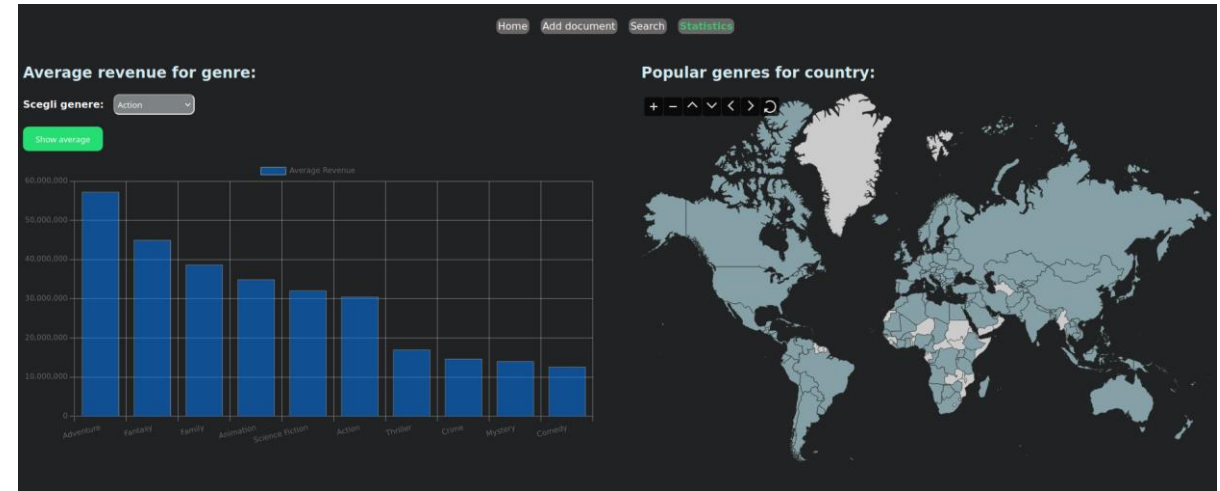 Home Add document Search Statistics
Average revenue for genre:
Scegli genere: Action
Show average
Average Revenue
60,000,000
50,000,000
40,000,000
30,000,000
20,000,000
10,000,000
0
Adventure Fantasy Family Animation Science Fiction Action Thriller Crime Mystery Comedy
Popular genres for country: